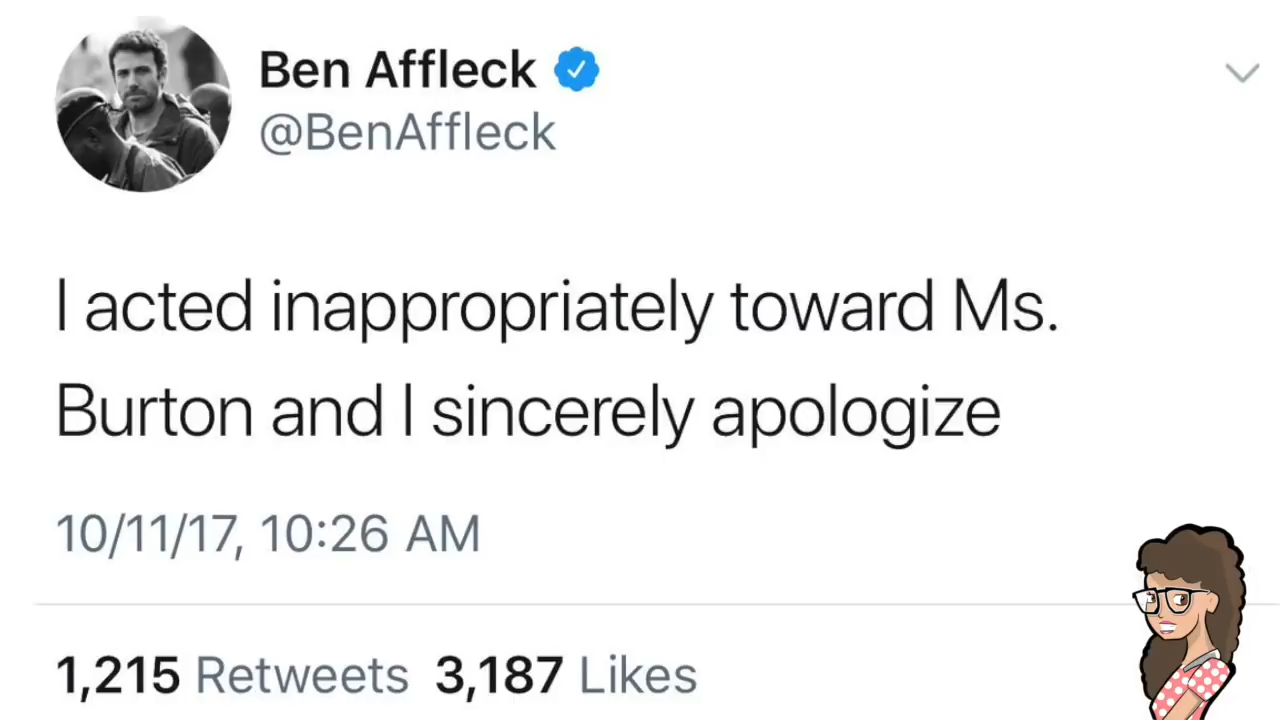 Ben Affleck
@BenAffleck
I acted inappropriately toward Ms.
Burton and I sincerely apologize
10/11/17, 10:26 AM
1,215 Retweets 3,187 Likes